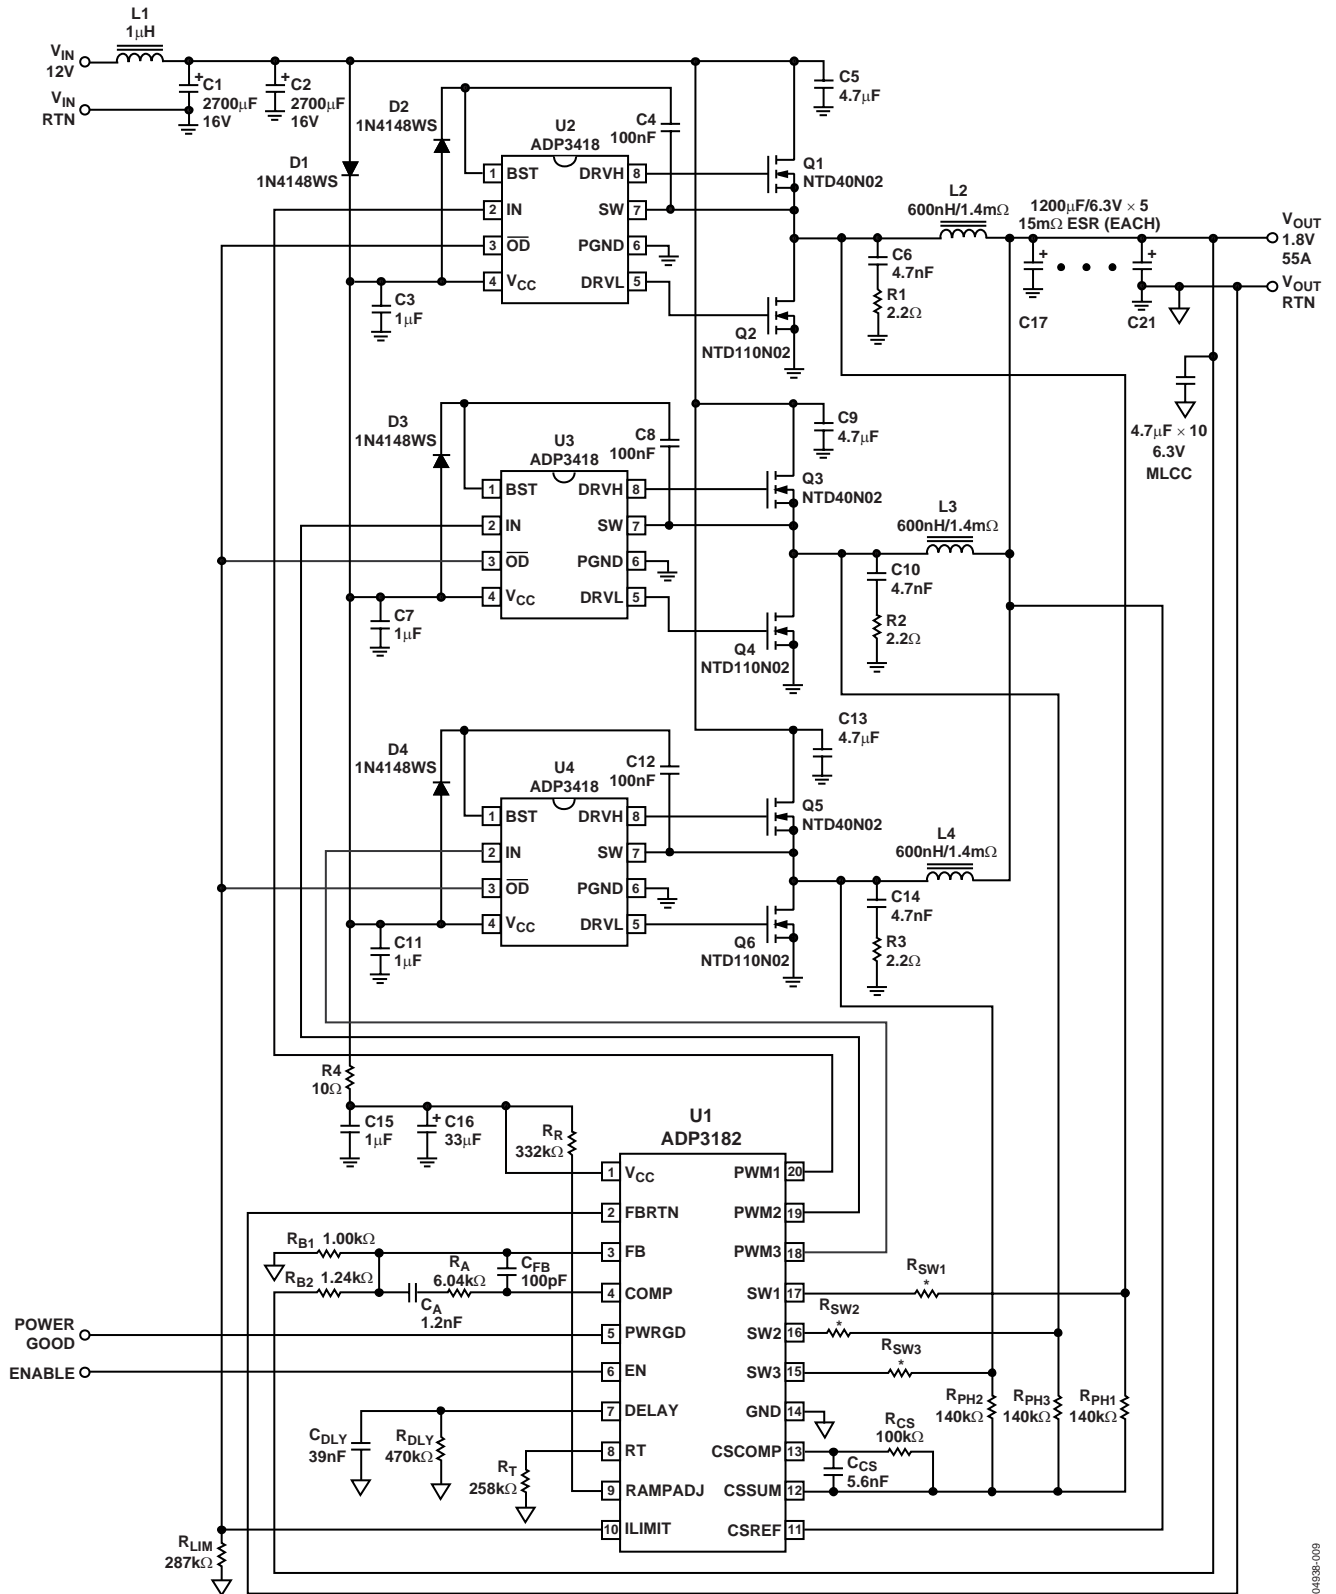 L1
1μH
VIN
12V
VIN
RTN
+ C1
2700μF
16V
+ C2
2700μF
16V
D1
1N4148WS
D2
1N4148WS
U2
ADP3418
C4
100nF
C5
4.7μF
1 BST DRVH 8
2 IN SW 7
3 OD PGND 6
4 VCC DRVL 5
C3
1μF
Q1
NTD40N02
Q2
NTD110N02
L2
600nH/1.4mΩ
C6
4.7nF
R1
2.2Ω
1200μF/6.3V × 5
15mΩ ESR (EACH)
+ • • • +
C17
C21
VOUT
1.8V
55A
VOUT
RTN
4.7μF × 10
6.3V
MLCC
D3
1N4148WS
U3
ADP3418
C8
100nF
C9
4.7μF
1 BST DRVH 8
2 IN SW 7
3 OD PGND 6
4 VCC DRVL 5
C7
1μF
Q3
NTD40N02
Q4
NTD110N02
L3
600nH/1.4mΩ
C10
4.7nF
R2
2.2Ω
D4
1N4148WS
U4
ADP3418
C12
100nF
C13
4.7μF
1 BST DRVH 8
2 IN SW 7
3 OD PGND 6
4 VCC DRVL 5
C11
1μF
Q5
NTD40N02
Q6
NTD110N02
L4
600nH/1.4mΩ
C14
4.7nF
R3
2.2Ω
R4
10Ω
C15
1μF
+ C16
33μF
RR
332kΩ
U1
ADP3182
1 VCC PWM1 20
2 FBRTN PWM2 19
3 FB PWM3 18
4 COMP SW1 17
5 PWRGD SW2 16
6 EN SW3 15
7 DELAY GND 14
8 RT CSCOMP 13
9 RAMPADJ CSSUM 12
10 ILIMIT CSREF 11
RB1 1.00kΩ
RB2 1.24kΩ
RA
6.04kΩ
CFB
100pF
CA
1.2nF
POWER
GOOD
ENABLE
CDLY
39nF
RDLY
470kΩ
RT
258kΩ
RLIM
287kΩ
RSW1
*
RSW2
*
RSW3
*
RPH2
140kΩ
RPH3
140kΩ
RPH1
140kΩ
RCS
100kΩ
CCS
5.6nF
04938-009